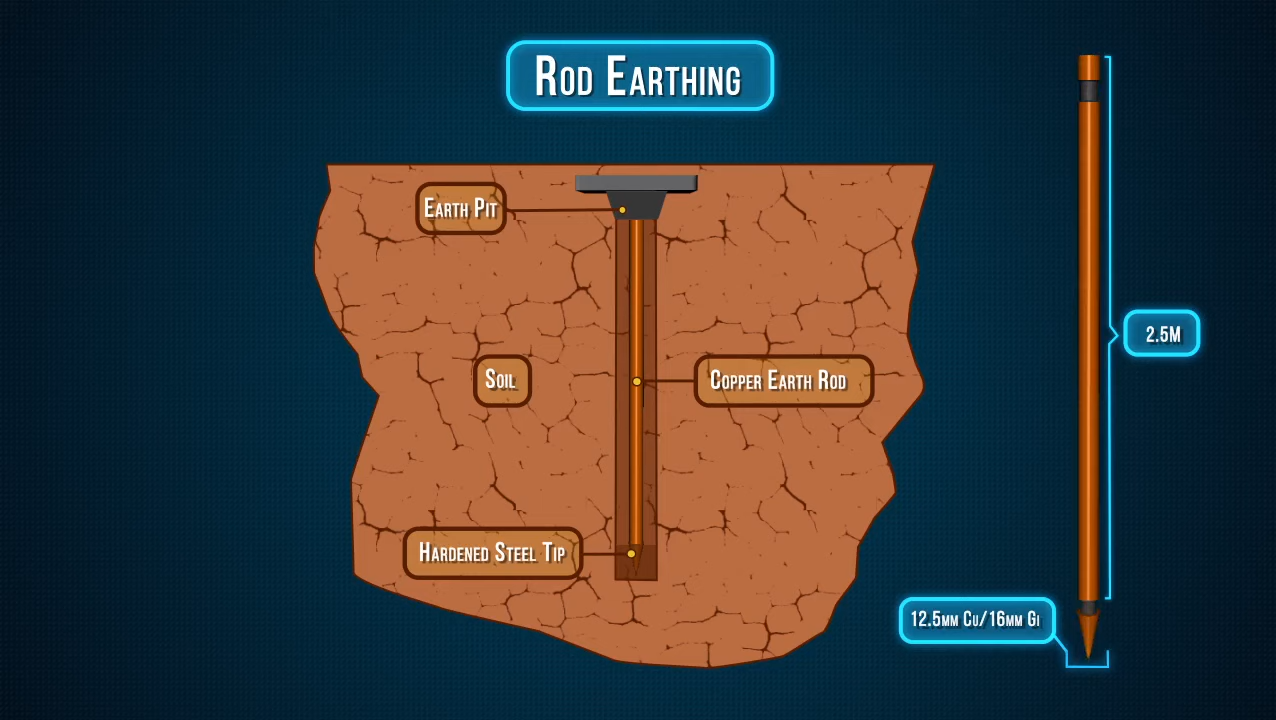 Rod Earthing
Earth Pit
Soil
Copper Earth Rod
Hardened Steel Tip
2.5m
12.5mm Cu/16mm Gi